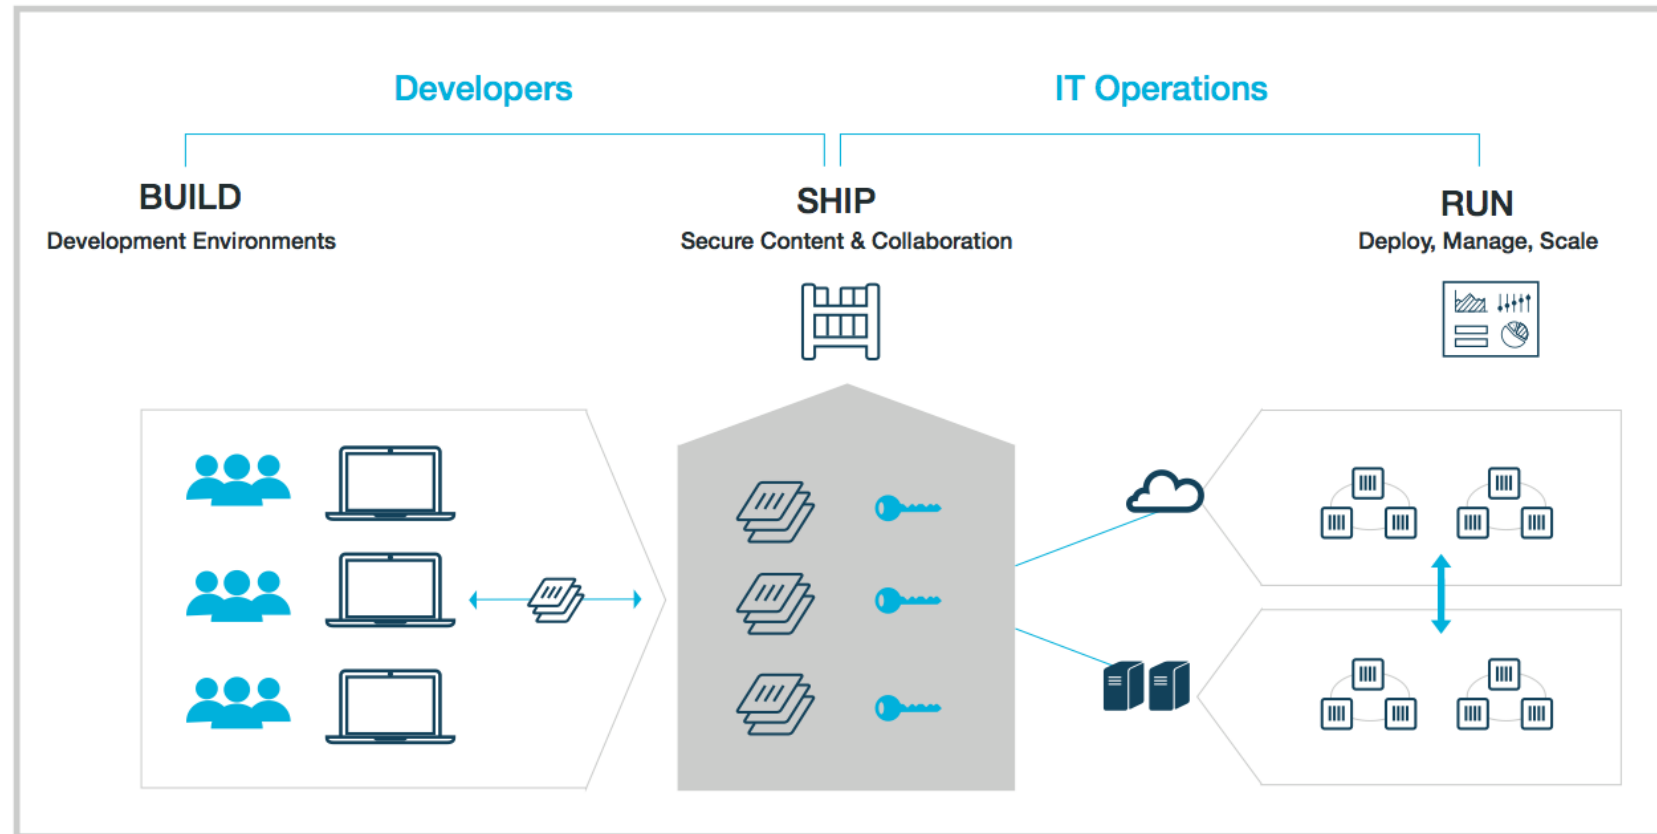 Developers
IT Operations
BUILD
Development Environments
SHIP
Secure Content & Collaboration
RUN
Deploy, Manage, Scale